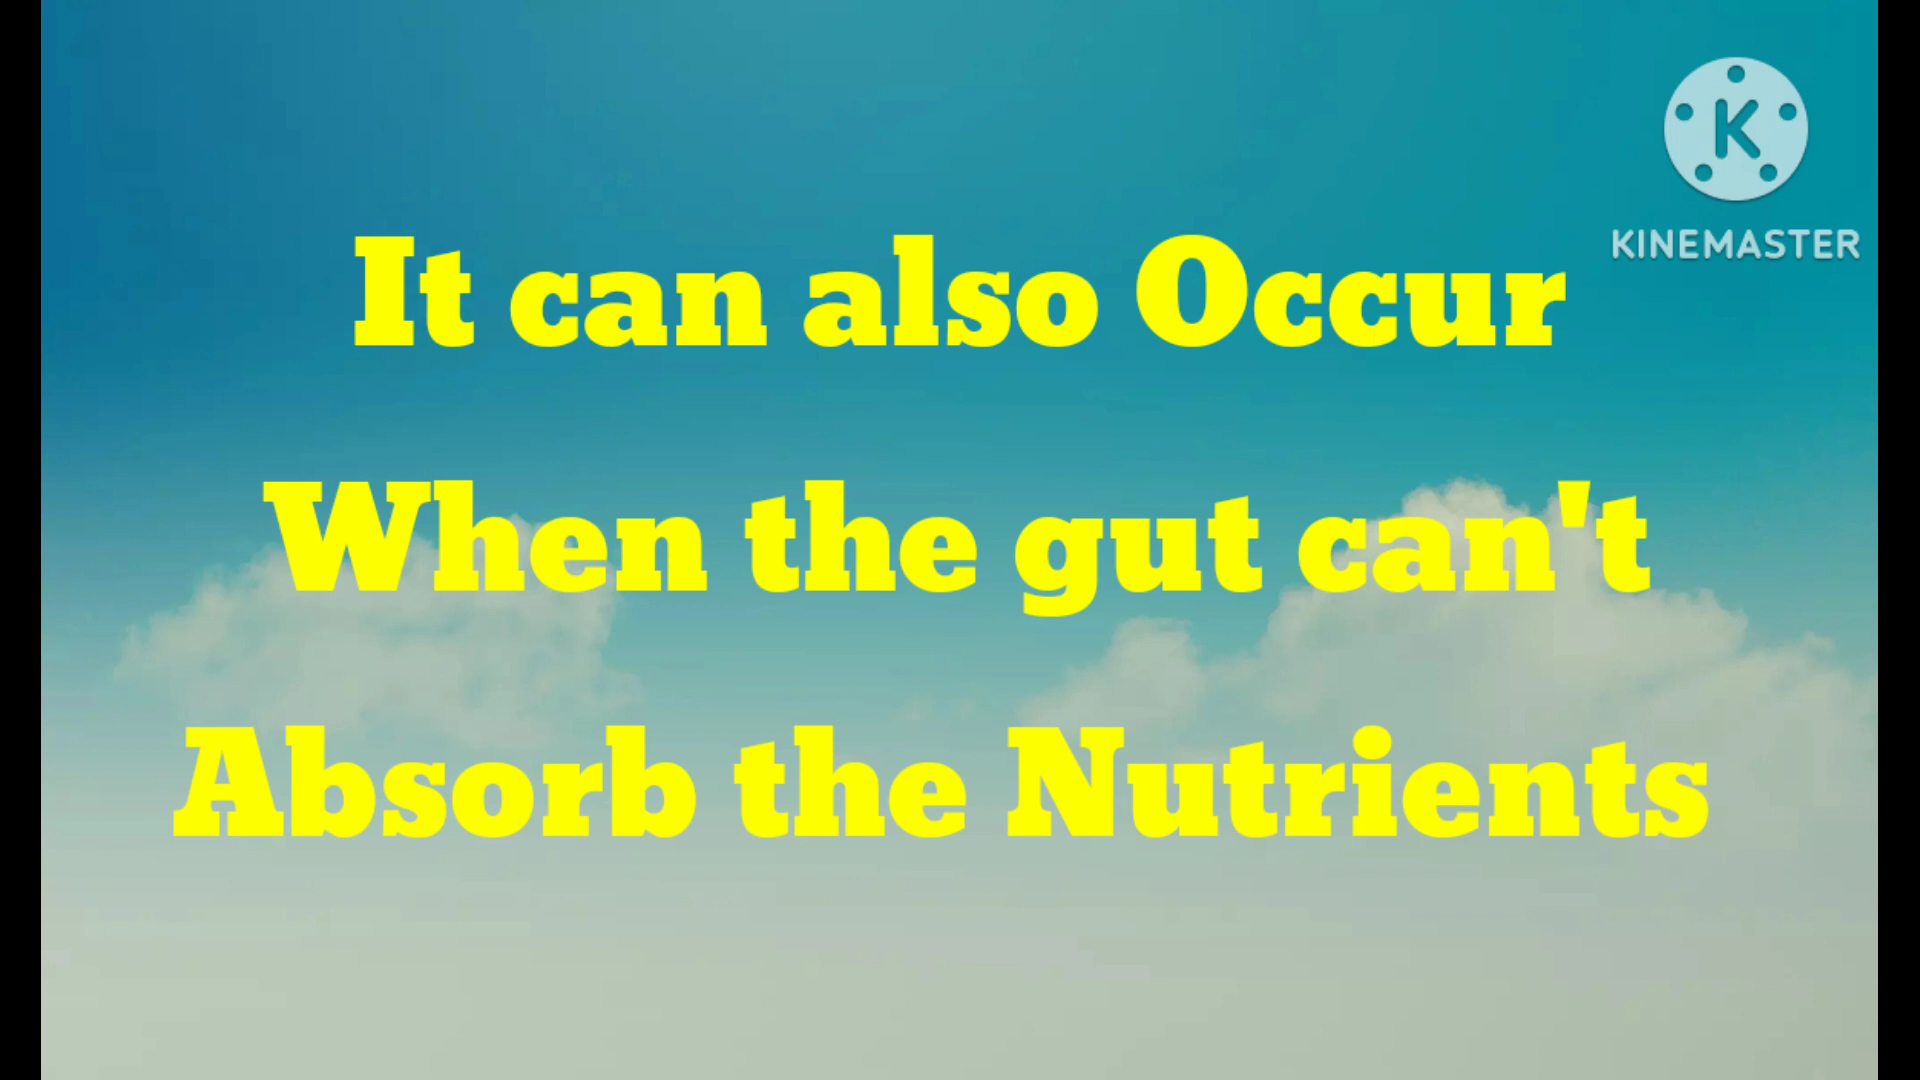 K
KINEMASTER
It can also Occur
When the gut can't
Absorb the Nutrients